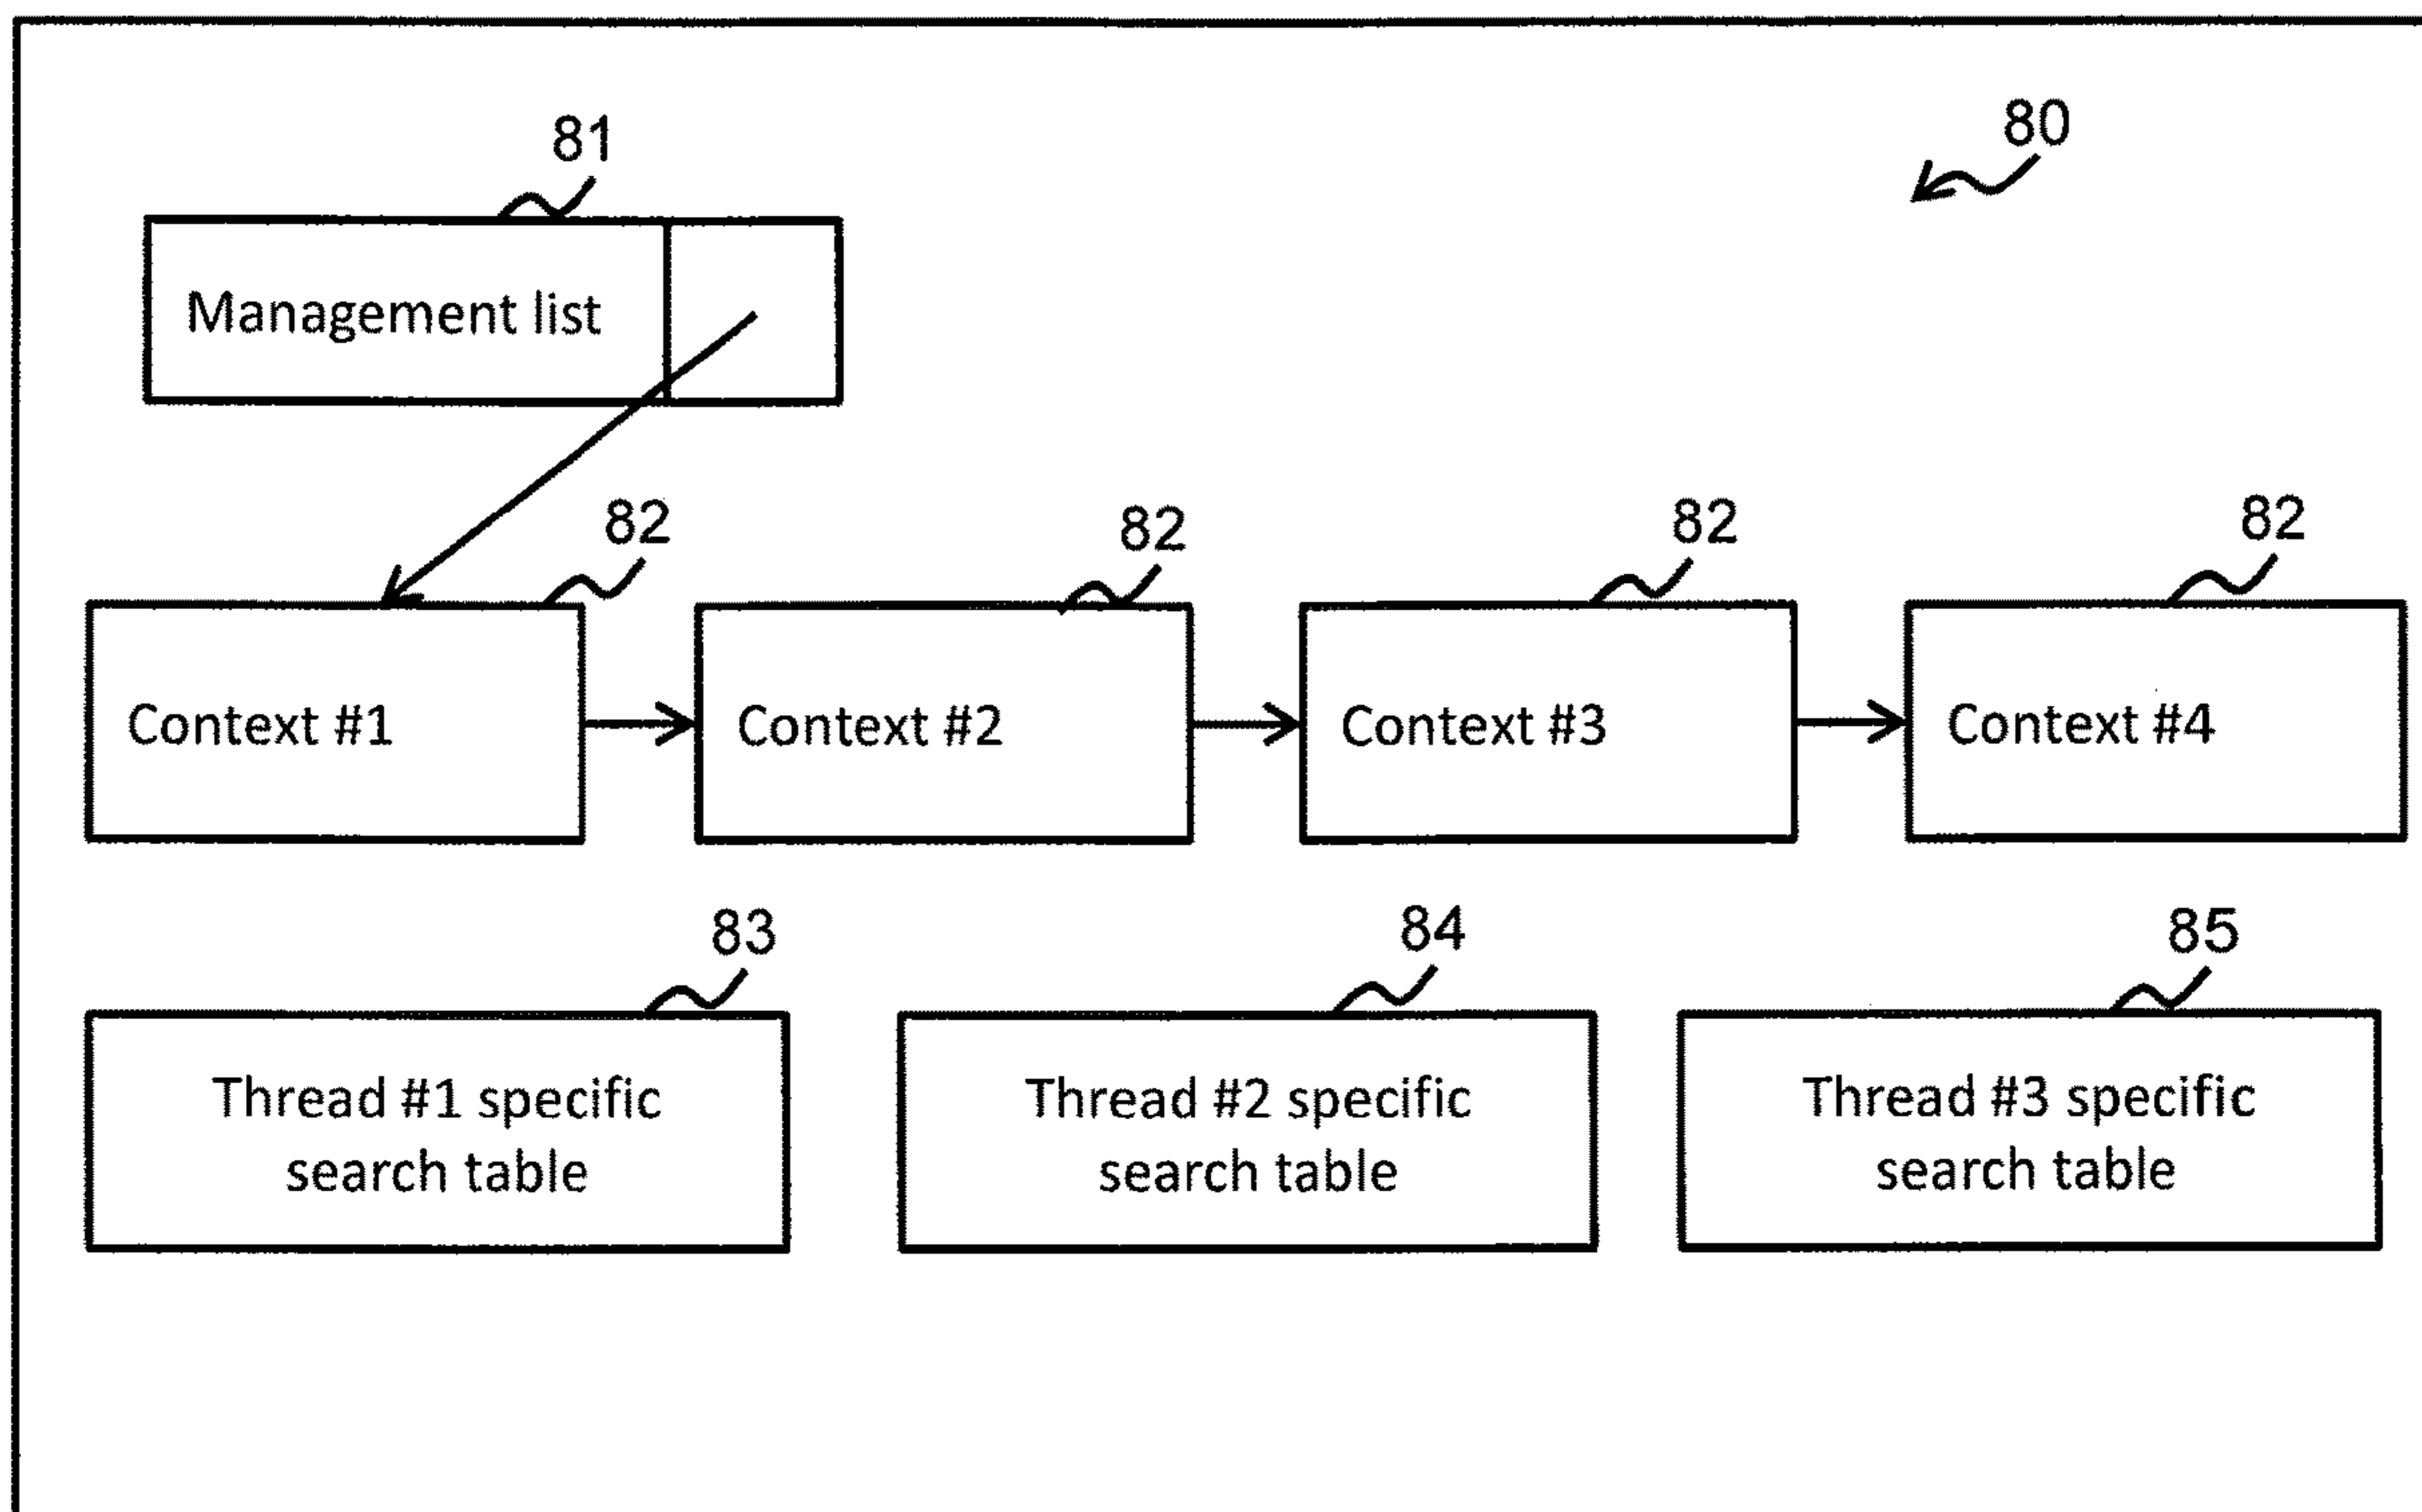 80
81
Management list
82
82
82
82
Context #1
Context #2
Context #3
Context #4
83
84
85
Thread #1 specific
search table
Thread #2 specific
search table
Thread #3 specific
search table